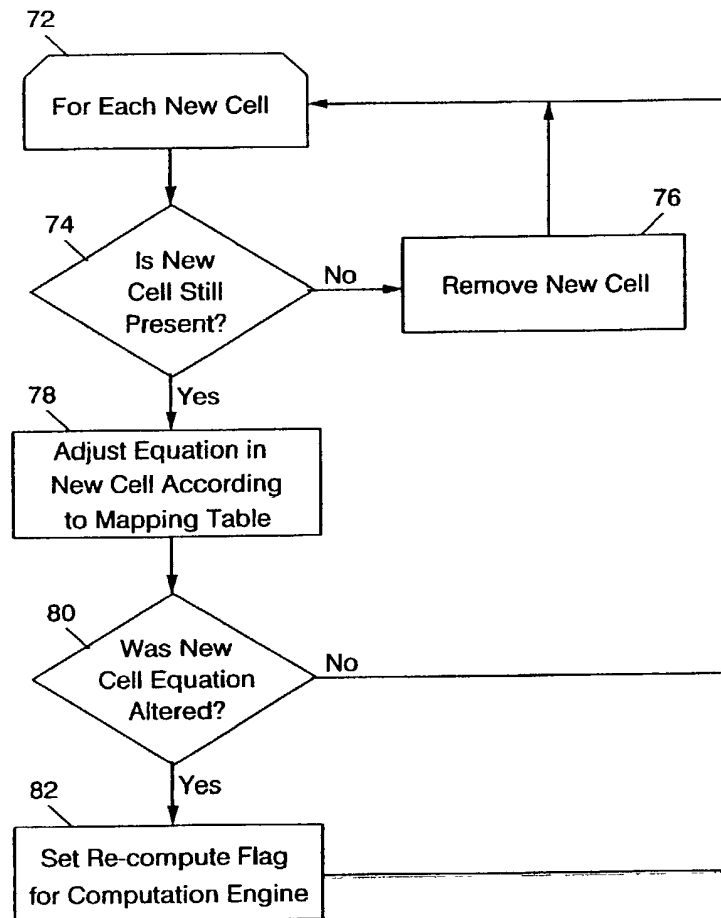 72
For Each New Cell
74
Is New
Cell Still
Present?
No
76
Remove New Cell
Yes
78
Adjust Equation in
New Cell According
to Mapping Table
80
Was New
Cell Equation
Altered?
No
Yes
82
Set Re-compute Flag
for Computation Engine